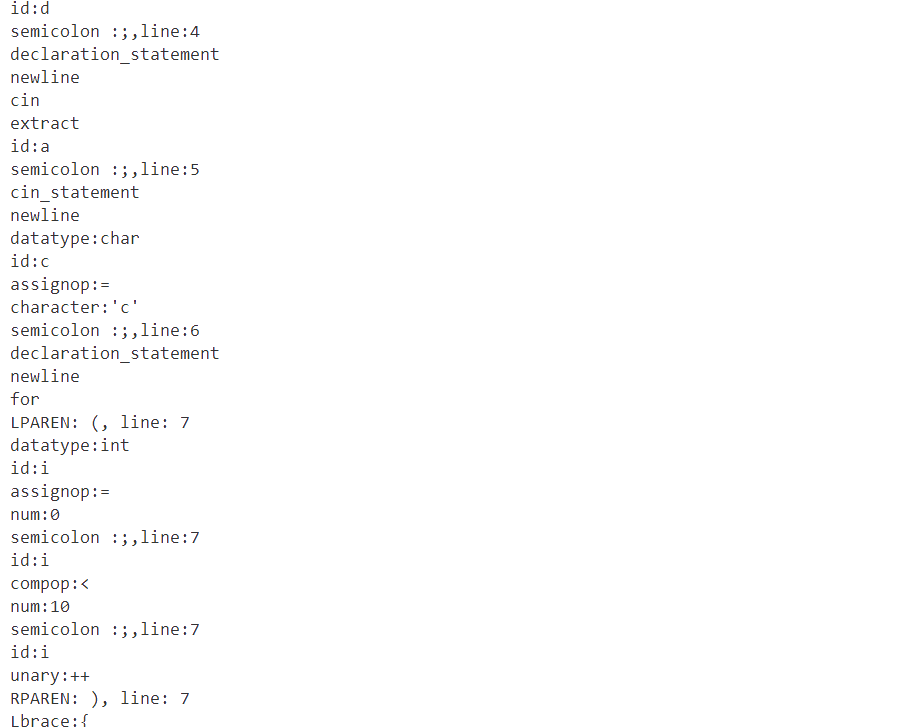 id:d
semicolon :;,line:4
declaration_statement
newline
cin
extract
id:a
semicolon :;,line:5
cin_statement
newline
datatype:char
id:c
assignop:=
character:'c'
semicolon :;,line:6
declaration_statement
newline
for
LPAREN: (, line: 7
datatype:int
id:i
assignop:=
num:0
semicolon :;,line:7
id:i
compop:<
num:10
semicolon :;,line:7
id:i
unary:++
RPAREN: ), line: 7
Lbrace:{